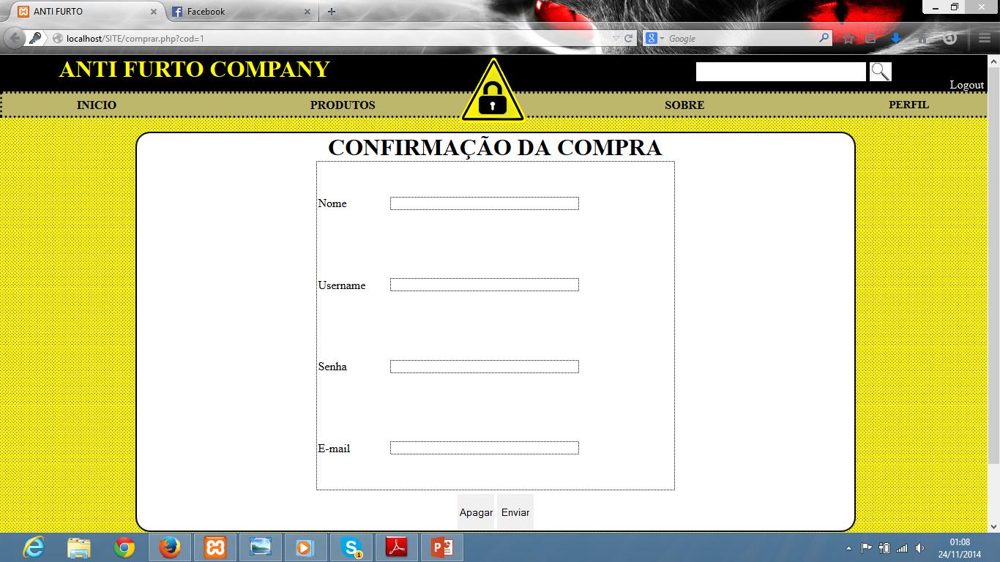 ANTI FURTO
Facebook
localhost/SITE/comprar.php?cod=1
Google
ANTI FURTO COMPANY
Logout
INICIO
PRODUTOS
SOBRE
PERFIL
CONFIRMAÇÃO DA COMPRA
Nome
Username
Senha
E-mail
Apagar
Enviar
01:08
24/11/2014